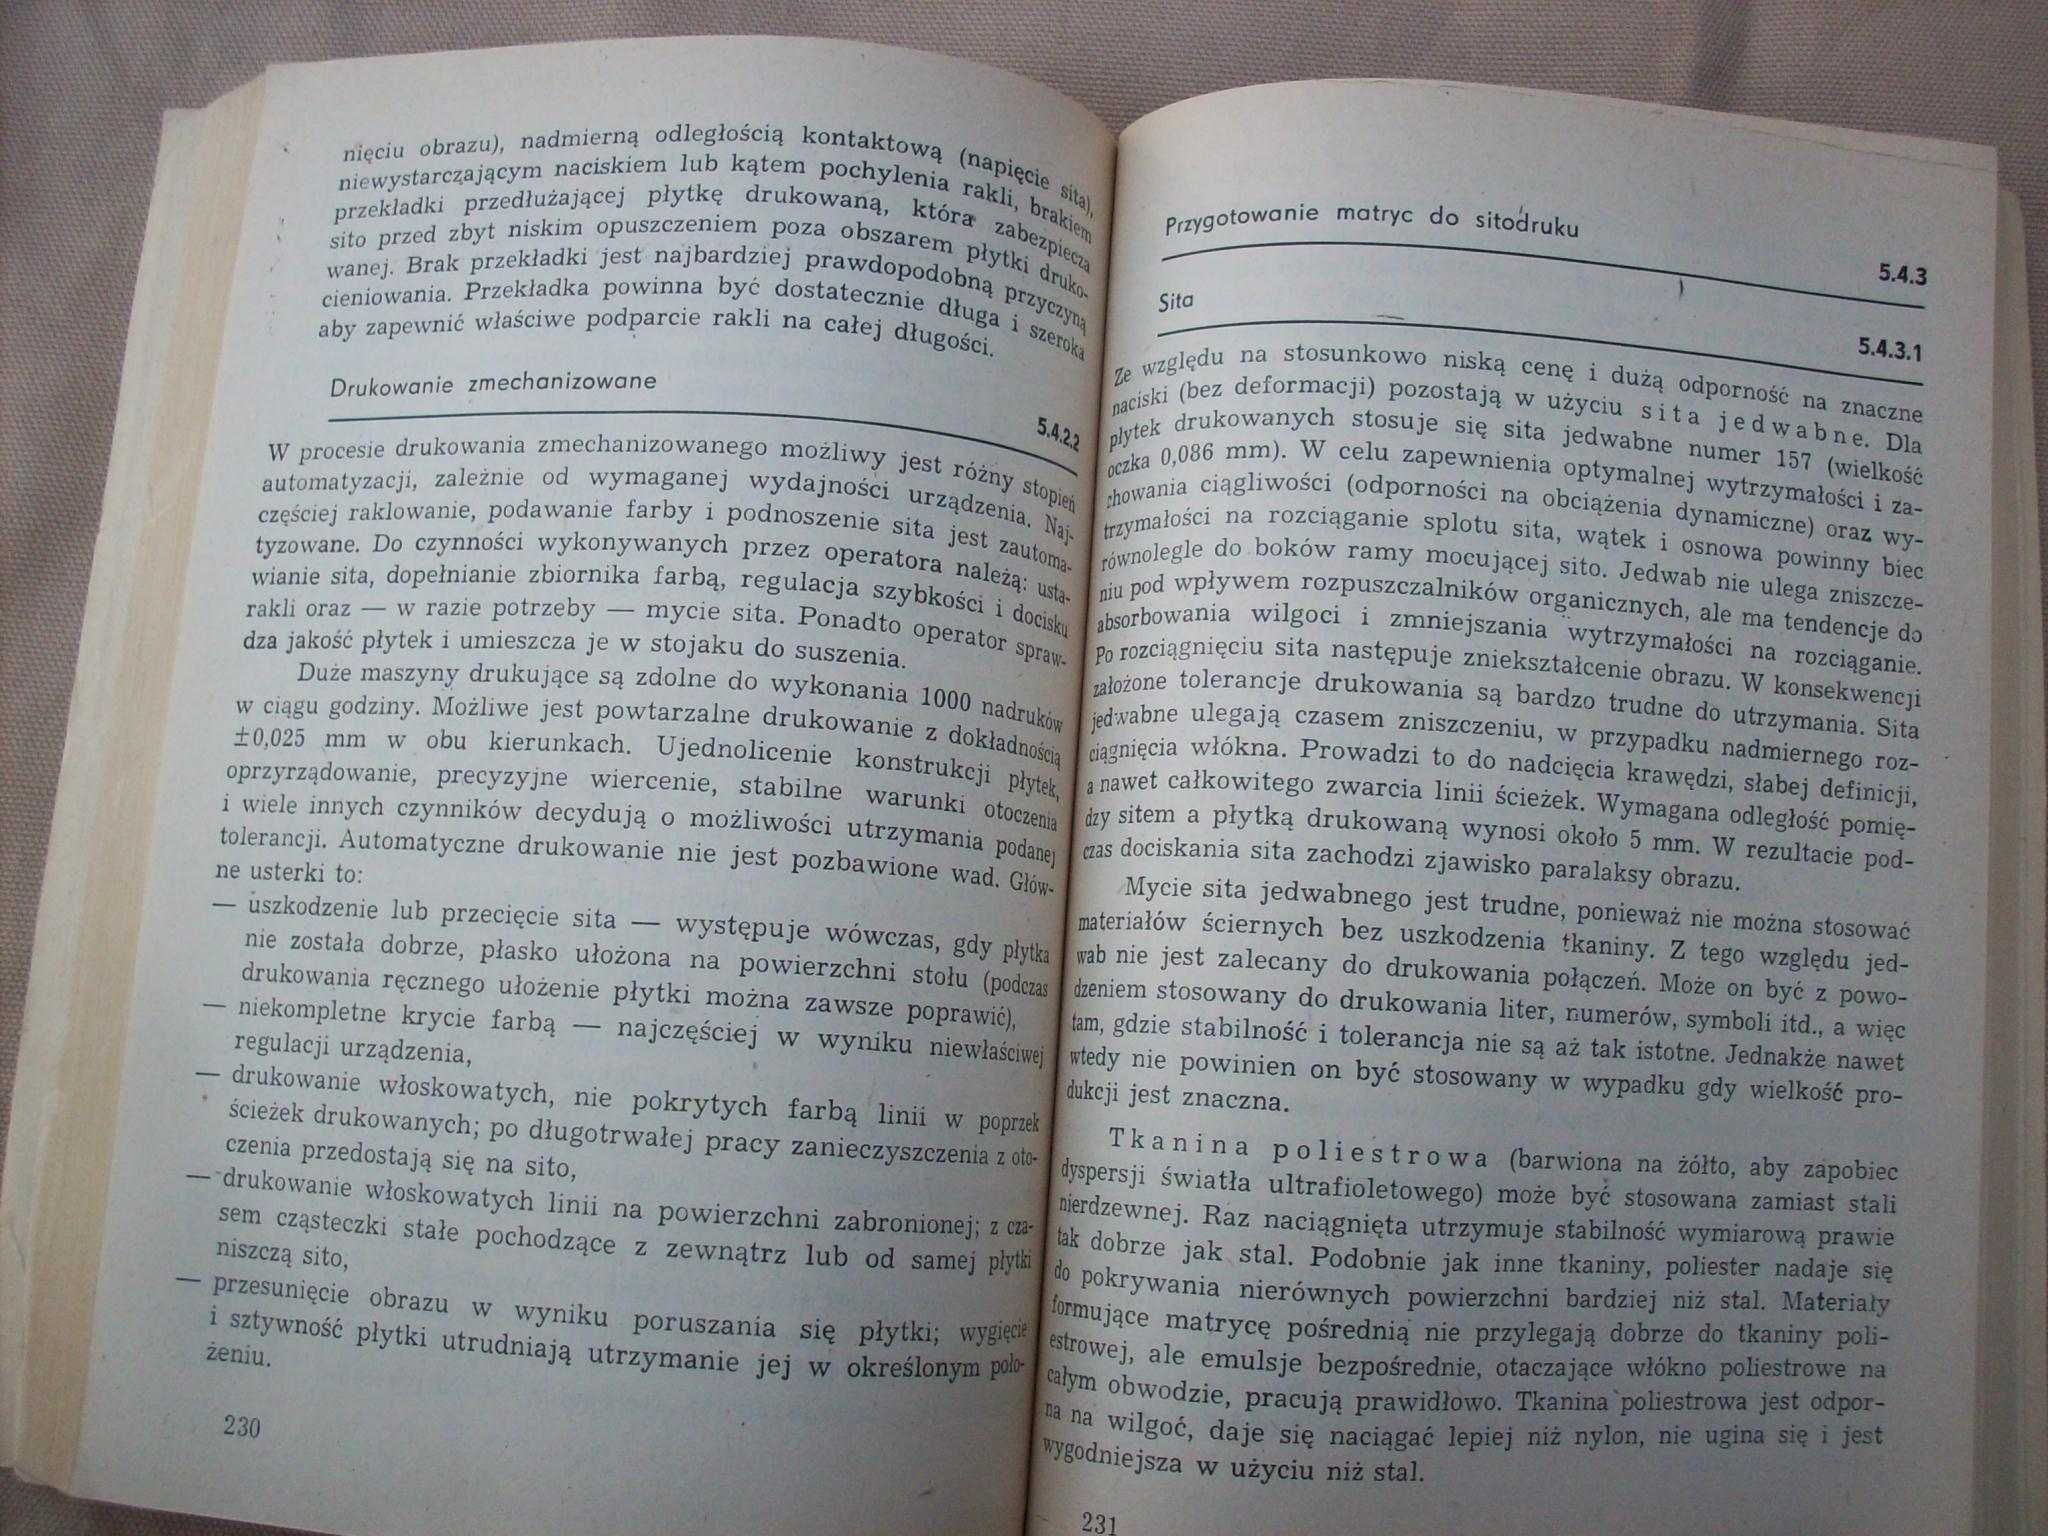 nięciu obrazu), nadmierną odległością kontaktową (napięcie sita),
niewystarczającym naciskiem lub kątem pochylenia rakli, brakiem
przekładki przedłużającej płytkę drukowaną, która zabezpiecza
sito przed zbyt niskim opuszczeniem poza obszarem płytki druko-
wanej. Brak przekładki jest najbardziej prawdopodobną przyczyną
cieniowania. Przekładka powinna być dostatecznie długa i szeroka
aby zapewnić właściwe podparcie rakli na całej długości.
Drukowanie zmechanizowane
5.4.2.2
W procesie drukowania zmechanizowanego możliwy jest różny stopień
automatyzacji, zależnie od wymaganej wydajności urządzenia. Naj-
częściej raklowanie, podawanie farby i podnoszenie sita jest zautoma-
tyzowane. Do czynności wykonywanych przez operatora należą: usta-
wianie sita, dopełnianie zbiornika farbą, regulacja szybkości i docisku
rakli oraz — w razie potrzeby — mycie sita. Ponadto operator spraw-
dza jakość płytek i umieszcza je w stojaku do suszenia.
Duże maszyny drukujące są zdolne do wykonania 1000 nadruków
w ciągu godziny. Możliwe jest powtarzalne drukowanie z dokładnością
±0,025 mm w obu kierunkach. Ujednolicenie konstrukcji płytek,
oprzyrządowanie, precyzyjne wiercenie, stabilne warunki otoczenia
i wiele innych czynników decydują o możliwości utrzymania podanej
tolerancji. Automatyczne drukowanie nie jest pozbawione wad. Głów-
ne usterki to:
— uszkodzenie lub przecięcie sita — występuje wówczas, gdy płytka
nie została dobrze, płasko ułożona na powierzchni stołu (podczas
drukowania ręcznego ułożenie płytki można zawsze poprawić),
— niekompletne krycie farbą — najczęściej w wyniku niewłaściwej
regulacji urządzenia,
— drukowanie włoskowatych, nie pokrytych farbą linii w poprzek
ścieżek drukowanych; po długotrwałej pracy zanieczyszczenia z oto-
czenia przedostają się na sito,
— drukowanie włoskowatych linii na powierzchni zabronionej; z cza-
sem cząsteczki stałe pochodzące z zewnątrz lub od samej płytki
niszczą sito,
— przesunięcie obrazu w wyniku poruszania się płytki; wygięcie
i sztywność płytki utrudniają utrzymanie jej w określonym poło-
żeniu.
230
Przygotowanie matryc do sitodruku
5.4.3
Sita
5.4.3.1
Ze względu na stosunkowo niską cenę i dużą odporność na znaczne
naciski (bez deformacji) pozostają w użyciu sita jedwabne. Dla
płytek drukowanych stosuje się sita jedwabne numer 157 (wielkość
oczka 0,086 mm). W celu zapewnienia optymalnej wytrzymałości i za-
chowania ciągliwości (odporności na obciążenia dynamiczne) oraz wy-
trzymałości na rozciąganie splotu sita, wątek i osnowa powinny biec
równolegle do boków ramy mocującej sito. Jedwab nie ulega zniszcze-
niu pod wpływem rozpuszczalników organicznych, ale ma tendencje do
absorbowania wilgoci i zmniejszania wytrzymałości na rozciąganie.
Po rozciągnięciu sita następuje zniekształcenie obrazu. W konsekwencji
założone tolerancje drukowania są bardzo trudne do utrzymania. Sita
jedwabne ulegają czasem zniszczeniu, w przypadku nadmiernego roz-
ciągnięcia włókna. Prowadzi to do nadcięcia krawędzi, słabej definicji,
a nawet całkowitego zwarcia linii ścieżek. Wymagana odległość pomię-
dzy sitem a płytką drukowaną wynosi około 5 mm. W rezultacie pod-
czas dociskania sita zachodzi zjawisko paralaksy obrazu.
Mycie sita jedwabnego jest trudne, ponieważ nie można stosować
materiałów ściernych bez uszkodzenia tkaniny. Z tego względu jed-
wab nie jest zalecany do drukowania połączeń. Może on być z powo-
dzeniem stosowany do drukowania liter, numerów, symboli itd., a więc
tam, gdzie stabilność i tolerancja nie są aż tak istotne. Jednakże nawet
wtedy nie powinien on być stosowany w wypadku gdy wielkość pro-
dukcji jest znaczna.
Tkanina poliestrowa (barwiona na żółto, aby zapobiec
dyspersji światła ultrafioletowego) może być stosowana zamiast stali
nierdzewnej. Raz naciągnięta utrzymuje stabilność wymiarową prawie
tak dobrze jak stal. Podobnie jak inne tkaniny, poliester nadaje się
do pokrywania nierównych powierzchni bardziej niż stal. Materiały
formujące matrycę pośrednią nie przylegają dobrze do tkaniny poli-
estrowej, ale emulsje bezpośrednie, otaczające włókno poliestrowe na
całym obwodzie, pracują prawidłowo. Tkanina poliestrowa jest odpor-
na na wilgoć, daje się naciągać lepiej niż nylon, nie ugina się i jest
wygodniejsza w użyciu niż stal.
231